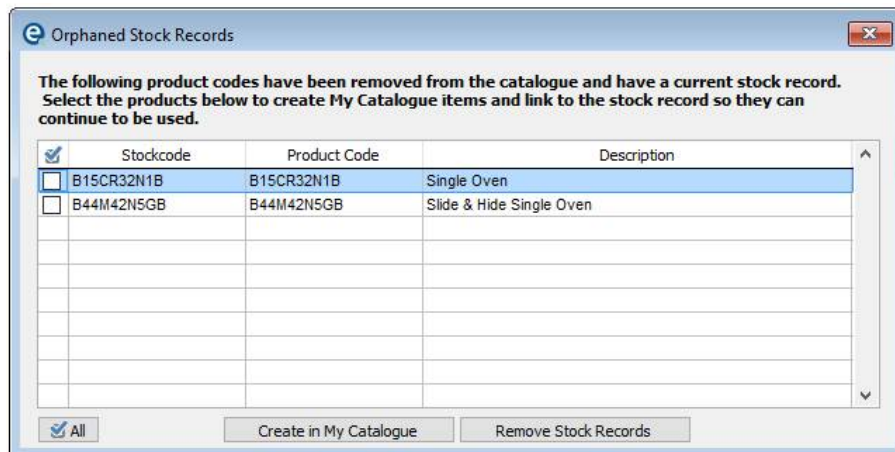 Orphaned Stock Records
The following product codes have been removed from the catalogue and have a current stock record.
Select the products below to create My Catalogue items and link to the stock record so they can
continue to be used.
Stockcode Product Code Description
B15CR32N1B B15CR32N1B Single Oven
B44M42N5GB B44M42N5GB Slide & Hide Single Oven
All Create in My Catalogue Remove Stock Records